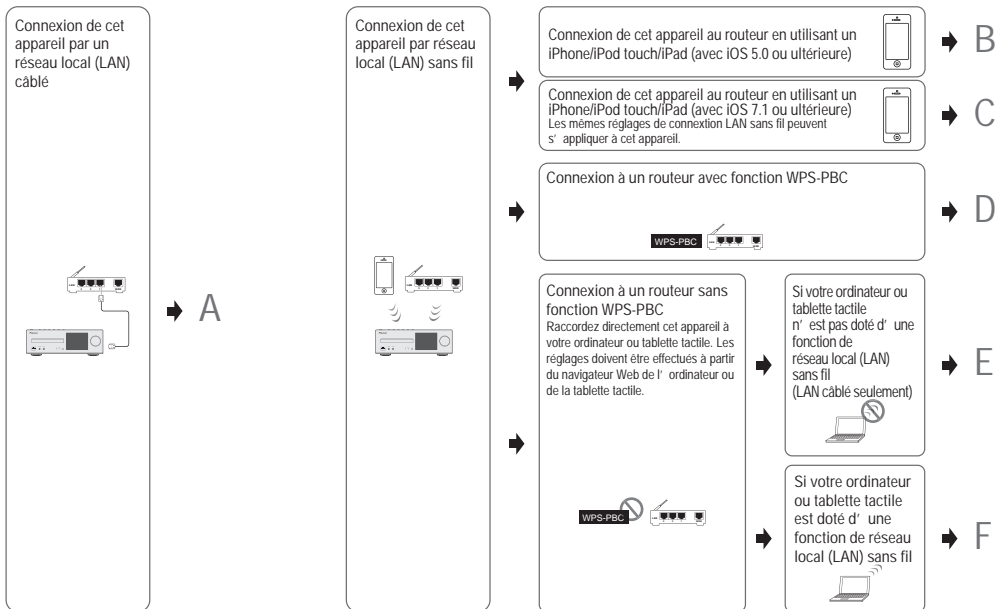 Connexion de cet
appareil par un
réseau local (LAN)
câblé
A
Connexion de cet
appareil par réseau
local (LAN) sans fil
Connexion de cet appareil au routeur en utilisant un
iPhone/iPod touch/iPad (avec iOS 5.0 ou ultérieure)
B
Connexion de cet appareil au routeur en utilisant un
iPhone/iPod touch/iPad (avec iOS 7.1 ou ultérieure)
Les mêmes réglages de connextion LAN sans fil peuvent
s' appliquer à cet appareil.
C
Connexion à un routeur avec fonction WPS-PBC
WPS-PBC
D
Connexion à un routeur sans
fonction WPS-PBC
Raccordez directement cet appareil à
votre ordinateur ou tablette tactile. Les
réglages doivent être effectués à partir
du navigateur Web de l' ordinateur ou
de la tablette tactile.
WPS-PBC
Si votre ordinateur ou
tablette tactile
n' est pas doté d' une
fonction de
réseau local (LAN)
sans fil
(LAN câblé seulement)
E
Si votre ordinateur
ou tablette tactile
est doté d' une
fonction de réseau
local (LAN) sans fil
F